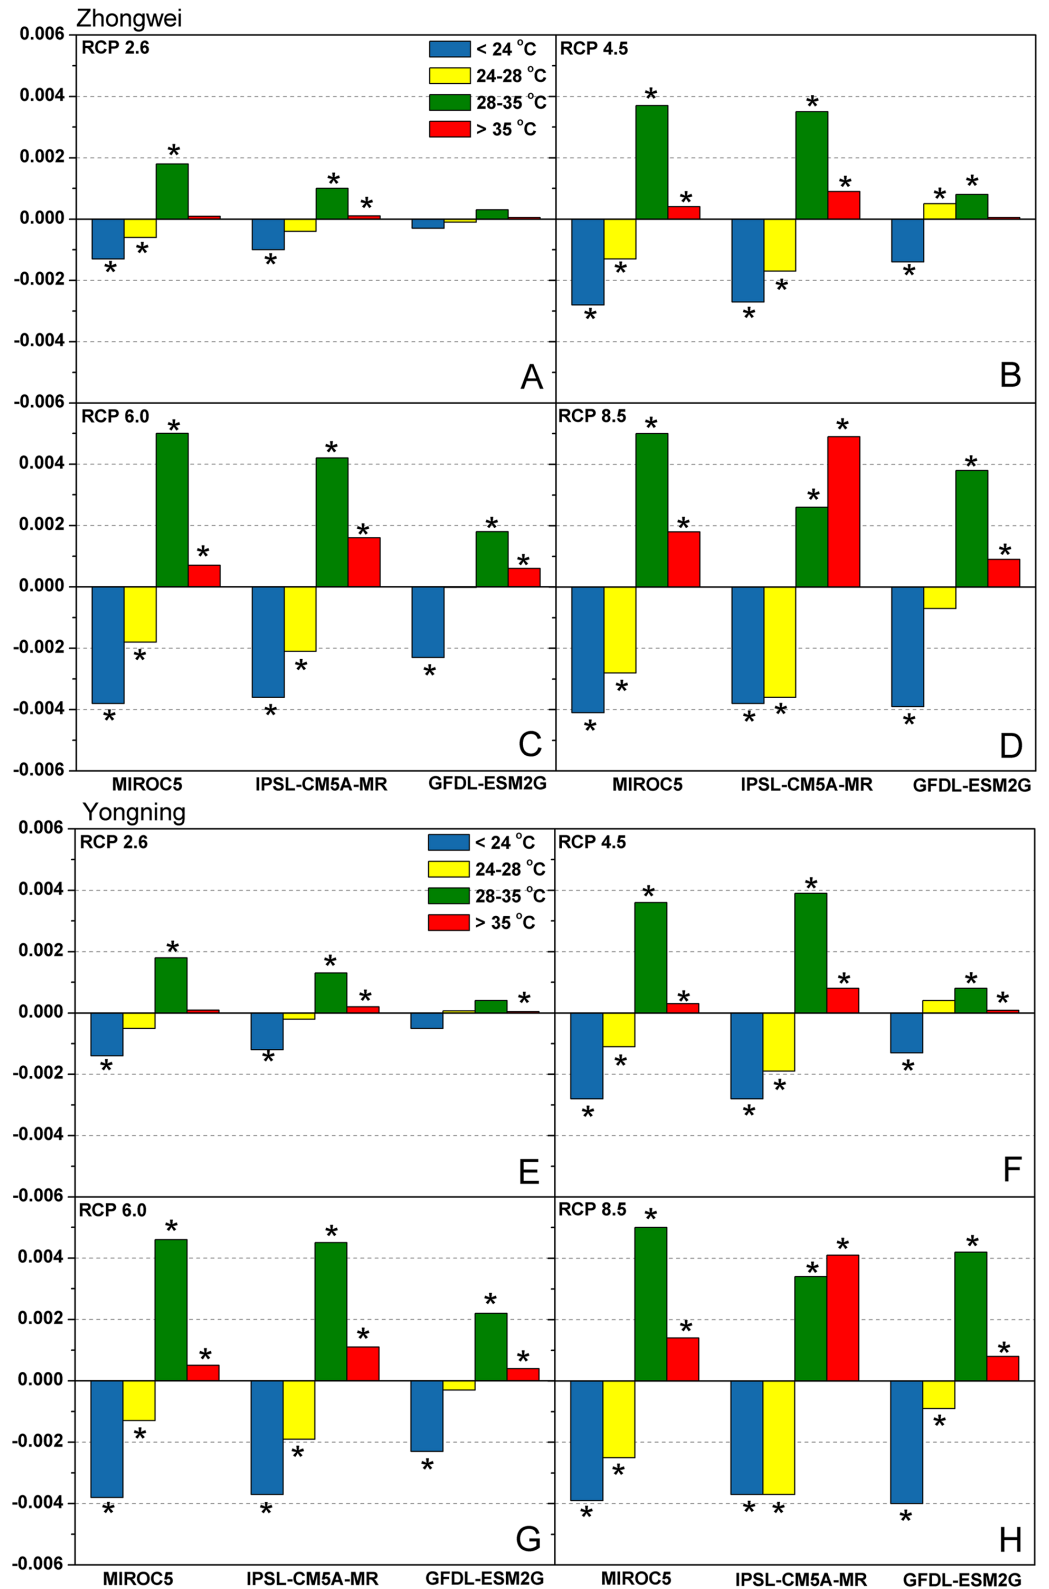 Zhongwei
0.006
0.004
0.002
0.000
-0.002
-0.004
-0.006
RCP 2.6
< 24 °C
24-28 °C
28-35 °C
> 35 °C
* * * * * *
A
RCP 4.5
* * * * * * * * * * *
B
0.004
0.002
0.000
-0.002
-0.004
-0.006
RCP 6.0
* * * * * * * * * * *
C
RCP 8.5
* * * * * * * * * * *
D
MIROC5 IPSL-CM5A-MR GFDL-ESM2G MIROC5 IPSL-CM5A-MR GFDL-ESM2G
Yongning
0.006
0.004
0.002
0.000
-0.002
-0.004
-0.006
RCP 2.6
< 24 °C
24-28 °C
28-35 °C
> 35 °C
* * * * * *
E
RCP 4.5
* * * * * * * * * * *
F
0.004
0.002
0.000
-0.002
-0.004
-0.006
RCP 6.0
* * * * * * * * * * *
G
RCP 8.5
* * * * * * * * * * * *
H
MIROC5 IPSL-CM5A-MR GFDL-ESM2G MIROC5 IPSL-CM5A-MR GFDL-ESM2G